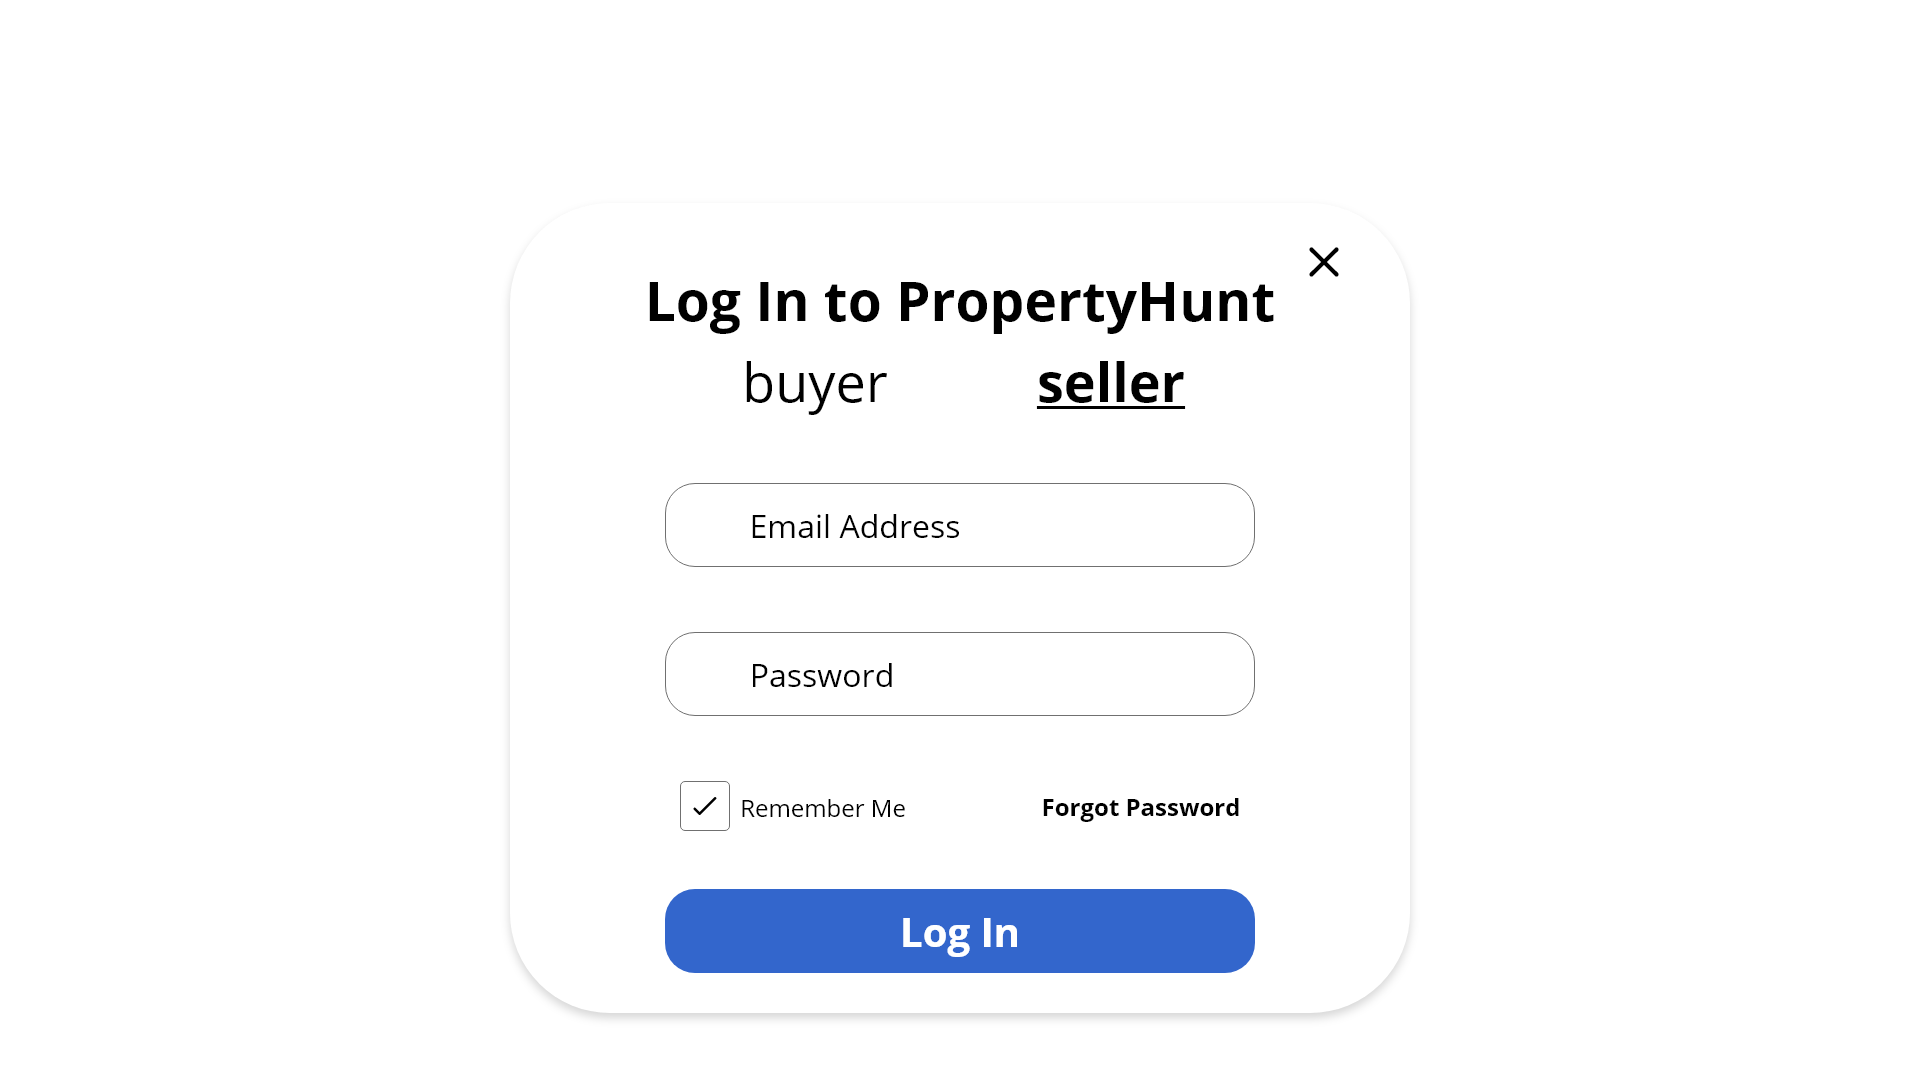 Log In to PropertyHunt
buyer seller
Email Address
Password
Remember Me Forgot Password
Log In